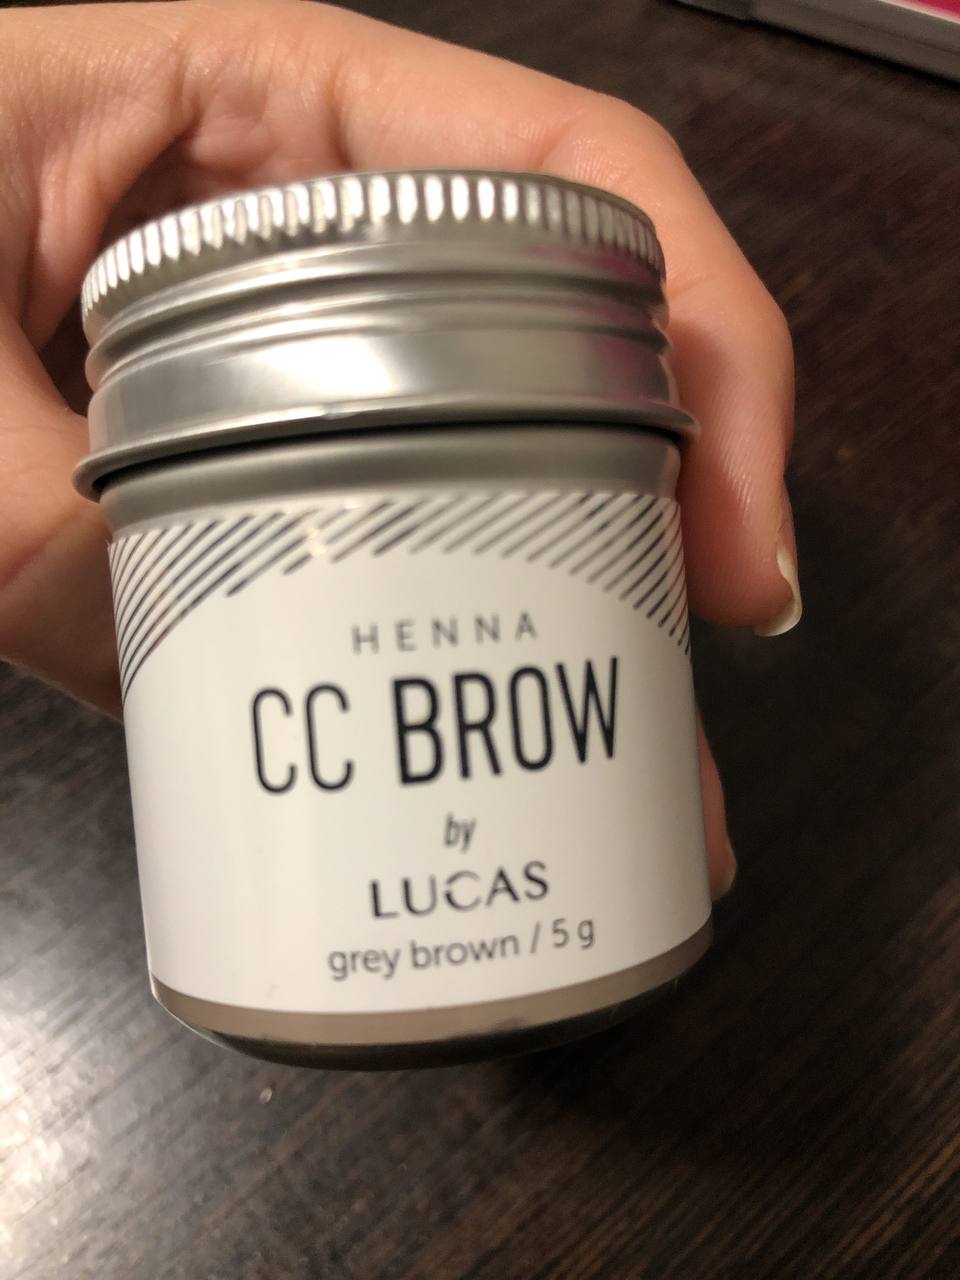 HENNA
CC BROW
by
LUCAS
grey brown / 5 g